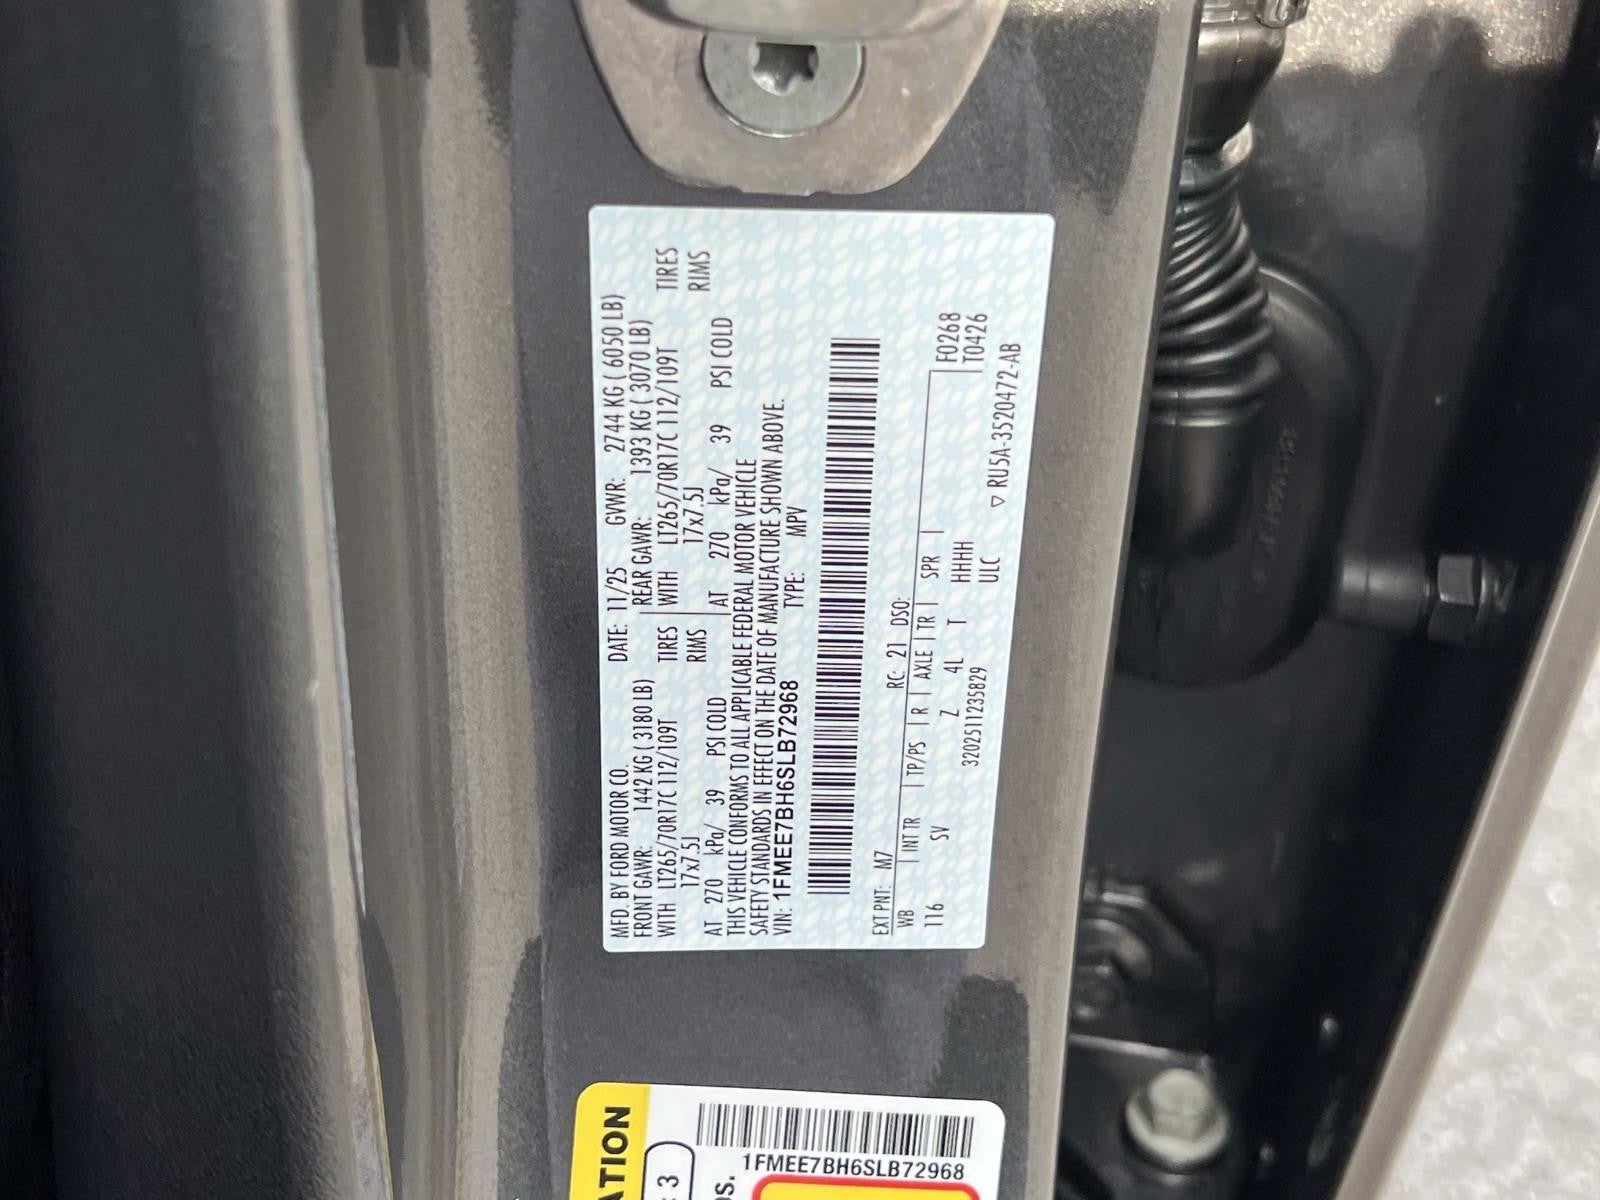 MFD. BY FORD MOTOR CO.
DATE: 11/25 GVWR: 2744 KG ( 6050 LB)
FRONT GAWR: 1442 KG ( 3180 LB) REAR GAWR: 1393 KG ( 3070 LB)
WITH LT265/70R17C 112/109T TIRES WITH LT265/70R17C 112/109T TIRES
17x7.5J RIMS 17x7.5J RIMS
AT 270 kPa/ 39 PSI COLD AT 270 kPa/ 39 PSI COLD
THIS VEHICLE CONFORMS TO ALL APPLICABLE FEDERAL MOTOR VEHICLE
SAFETY STANDARDS IN EFFECT ON THE DATE OF MANUFACTURE SHOWN ABOVE.
VIN: 1FMEE7BH6SLB72968 TYPE: MPV
EXT PNT: M7 RC: 21 DSO:
WB INT TR TP/PS R AXLE TR SPR F0268
116 SV Z 4L T HHHH T0426
3202511235829 ULC
▽ RU5A-3520472-AB
ATION
3
OS.
1FMEE7BH6SLB72968